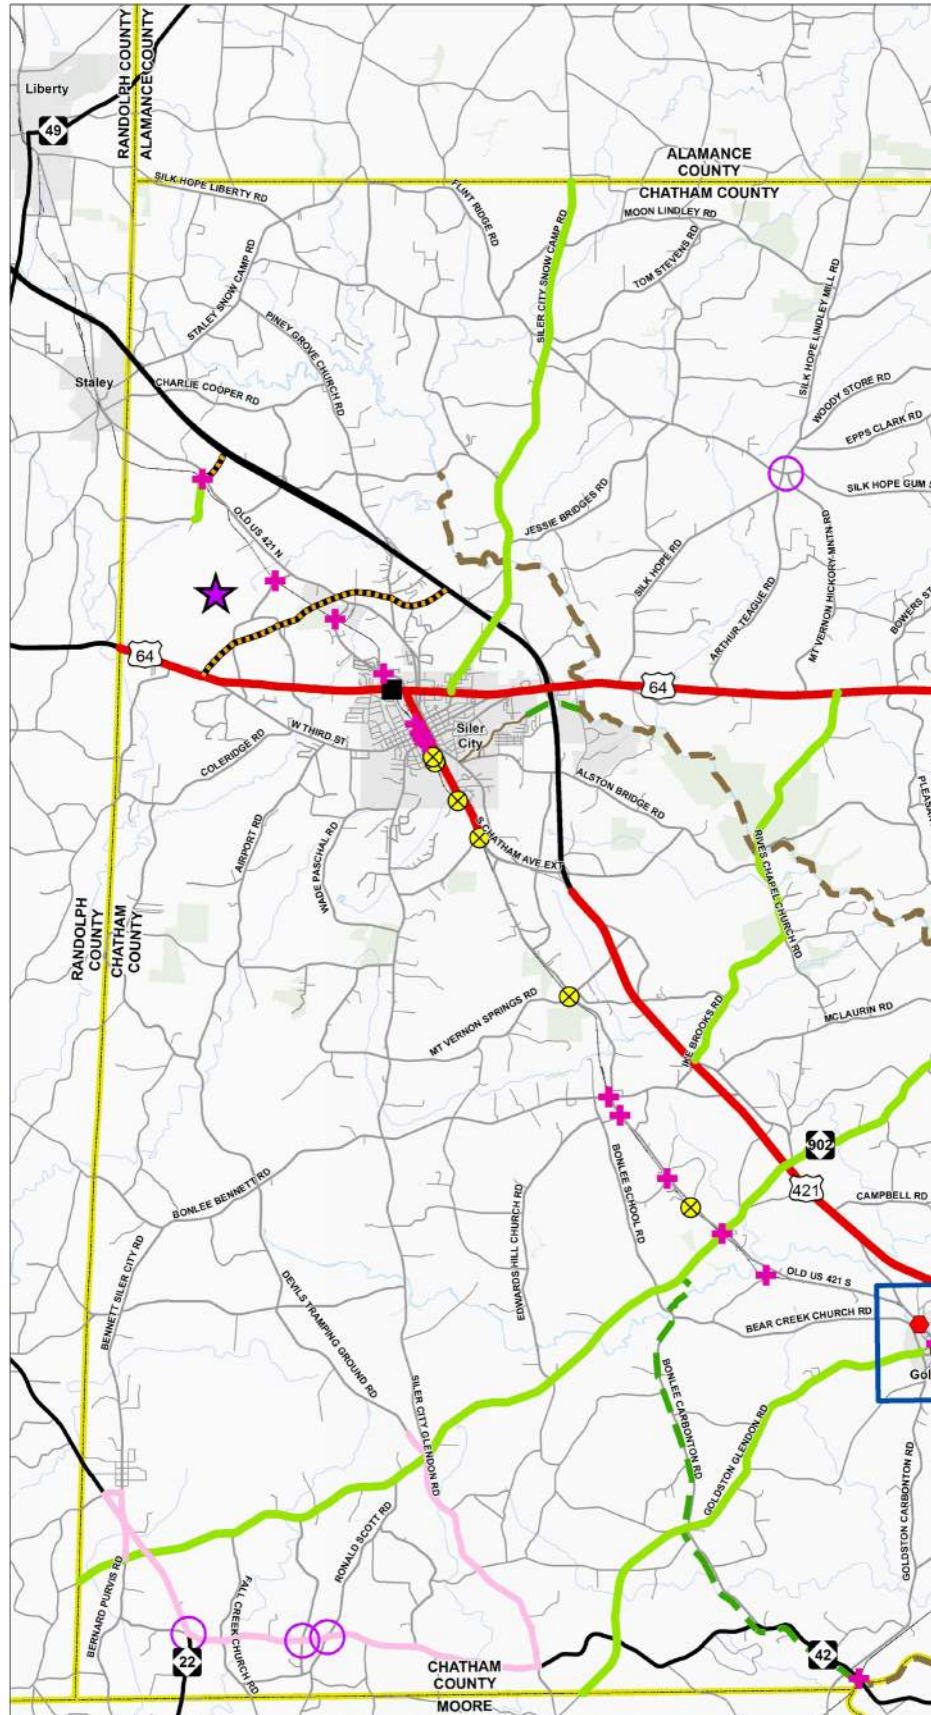 RANDOLPH COUNTY
ALAMANCE COUNTY
Liberty
49
ALAMANCE
COUNTY
CHATHAM COUNTY
SILK HOPE LIBERTY RD
FLINT RIDGE RD
MOON LINDLEY RD
SILER CITY SNOW CAMP RD
TOM STEVENS RD
STALEY SNOW CAMP RD
SILK HOPE LINDLEY MILL RD
PINEY GROVE CHURCH RD
Staley
CHARLIE COOPER RD
WOODY STORE RD
EPPS CLARK RD
SILK HOPE GUM S
OLD US 421 N
JESSIE BRIDGES RD
SILK HOPE RD
ARTHUR TEAGUE RD
MT VERNON HICKORY MNTN RD
BOWERS ST
64
64
W THIRD ST
COLERIDGE RD
Siler
City
ALSTON BRIDGE RD
PLEASAN
AIRPORT RD
WADE PASCHAL RD
S CHATHAM AVE EXT
RIVES CHAPEL CHURCH RD
RANDOLPH
COUNTY
CHATHAM
COUNTY
MT VERNON SPRINGS RD
IKE BROOKS RD
MCLAURIN RD
902
421
CAMPBELL RD
BONLEE BENNETT RD
BONLEE SCHOOL RD
EDWARDS HILL CHURCH RD
BENNETT SILER CITY RD
DEVILS TRAMPING GROUND RD
OLD US 421 S
BEAR CREEK CHURCH RD
Gol
SILER CITY GLENDON RD
BONLEE CARBONTON RD
GOLDSTON GLENDON RD
GOLDSTON CARBONTON RD
RONALD SCOTT RD
BERNARD PURVIS RD
FALL CREEK CHURCH RD
22
42
CHATHAM
COUNTY
MOORE